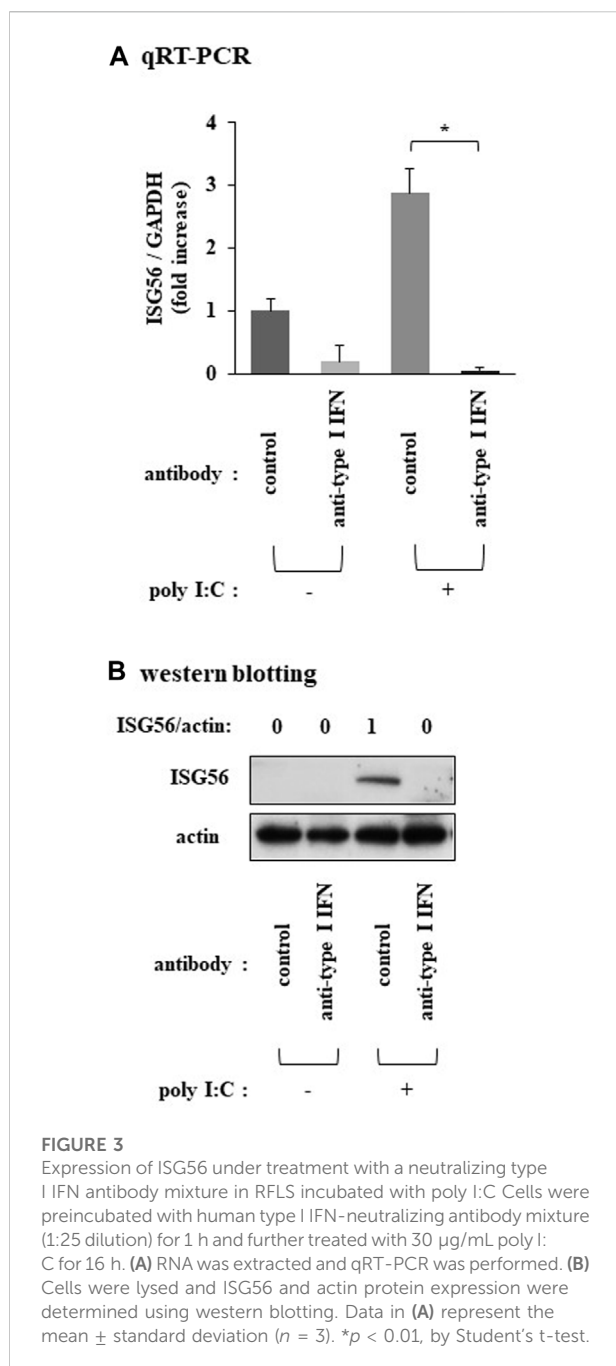 A qRT-PCR
ISG56 / GAPDH
(fold increase)
4
3
2
1
0
*
antibody :
control
anti-type I IFN
control
anti-type I IFN
poly I:C :
-
+
B western blotting
ISG56/actin: 0 0 1 0
ISG56
actin
antibody :
control
anti-type I IFN
control
anti-type I IFN
poly I:C :
-
+
FIGURE 3
Expression of ISG56 under treatment with a neutralizing type
I IFN antibody mixture in RFLS incubated with poly I:C Cells were
preincubated with human type I IFN-neutralizing antibody mixture
(1:25 dilution) for 1 h and further treated with 30 μg/mL poly I:
C for 16 h. (A) RNA was extracted and qRT-PCR was performed. (B)
Cells were lysed and ISG56 and actin protein expression were
determined using western blotting. Data in (A) represent the
mean ± standard deviation (n = 3). *p < 0.01, by Student's t-test.